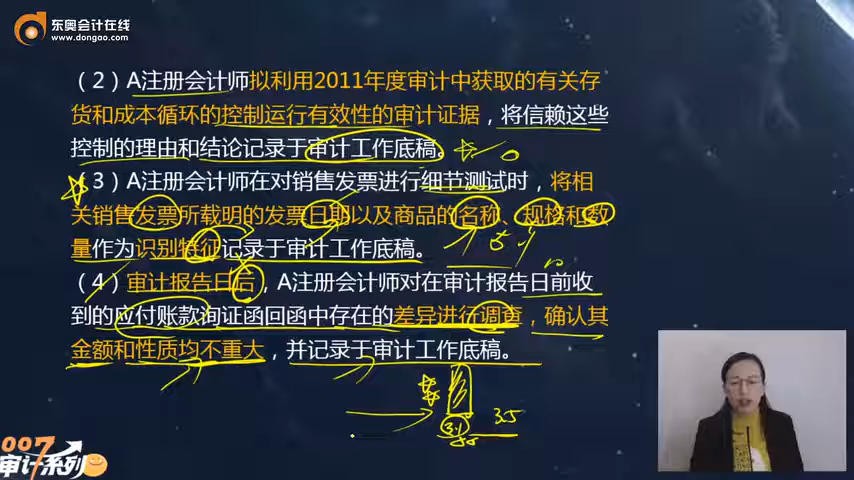 东奥会计在线
www.dongao.com
（2）A注册会计师拟利用2011年度审计中获取的有关存
货和成本循环的控制运行有效性的审计证据，将信赖这些
控制的理由和结论记录于审计工作底稿。
（3）A注册会计师在对销售发票进行细节测试时，将相
关销售发票所载明的发票日期以及商品的名称、规格和数
量作为识别特征记录于审计工作底稿。
（4）审计报告日后，A注册会计师对在审计报告日前收
到的应付账款询证函回函中存在的差异进行调查，确认其
金额和性质均不重大，并记录于审计工作底稿。
3.5
007
审计系列